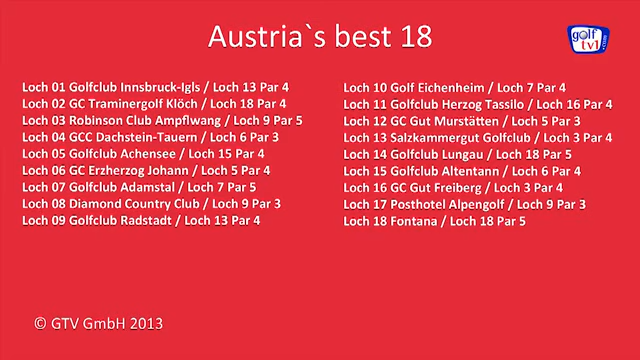 Austria`s best 18
golf
tv1
.com
Loch 01 Golfclub Innsbruck-Igls / Loch 13 Par 4
Loch 02 GC Traminergolf Klöch / Loch 18 Par 4
Loch 03 Robinson Club Ampflwang / Loch 9 Par 5
Loch 04 GCC Dachstein-Tauern / Loch 6 Par 3
Loch 05 Golfclub Achensee / Loch 15 Par 4
Loch 06 GC Erzherzog Johann / Loch 5 Par 4
Loch 07 Golfclub Adamstal / Loch 7 Par 5
Loch 08 Diamond Country Club / Loch 9 Par 3
Loch 09 Golfclub Radstadt / Loch 13 Par 4
Loch 10 Golf Eichenheim / Loch 7 Par 4
Loch 11 Golfclub Herzog Tassilo / Loch 16 Par 4
Loch 12 GC Gut Murstätten / Loch 5 Par 3
Loch 13 Salzkammergut Golfclub / Loch 3 Par 4
Loch 14 Golfclub Lungau / Loch 18 Par 5
Loch 15 Golfclub Altentann / Loch 6 Par 4
Loch 16 GC Gut Freiberg / Loch 3 Par 4
Loch 17 Posthotel Alpengolf / Loch 9 Par 3
Loch 18 Fontana / Loch 18 Par 5
© GTV GmbH 2013